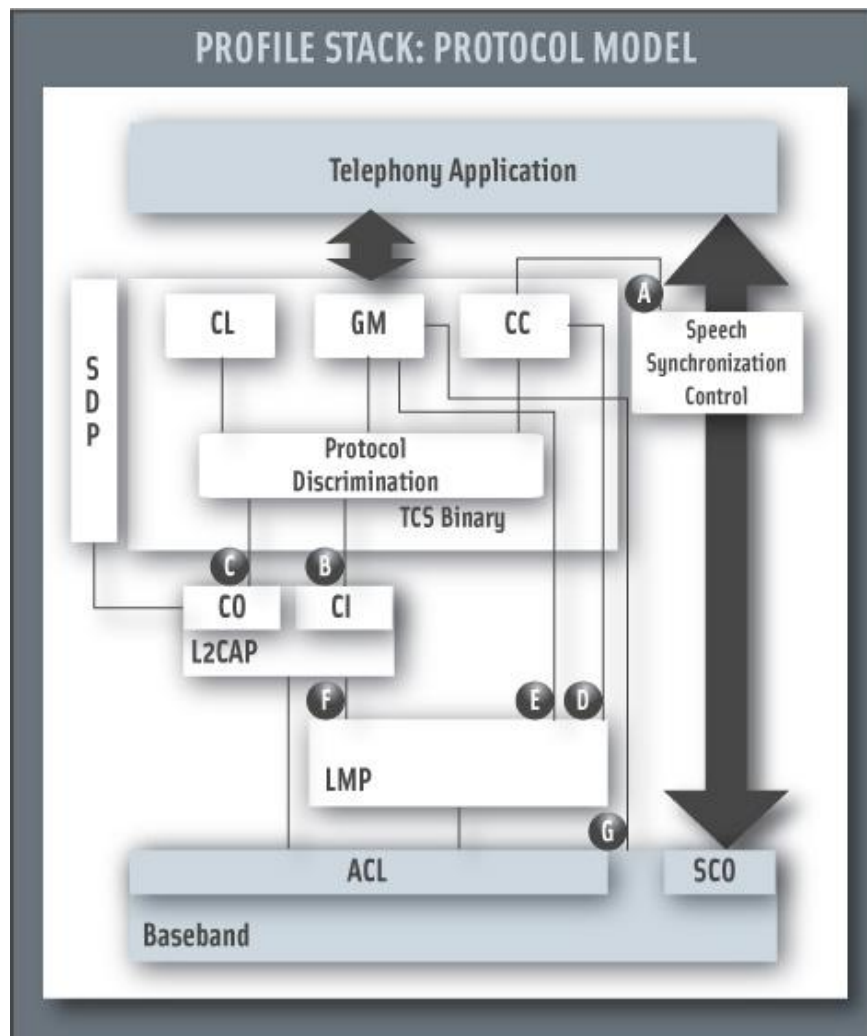 PROFILE STACK: PROTOCOL MODEL
Telephony Application
A
CL
GM
CC
Speech
Synchronization
Control
S
D
P
Protocol
Discrimination
TCS Binary
C
B
CO
CI
L2CAP
F
E
D
LMP
G
ACL
SCO
Baseband